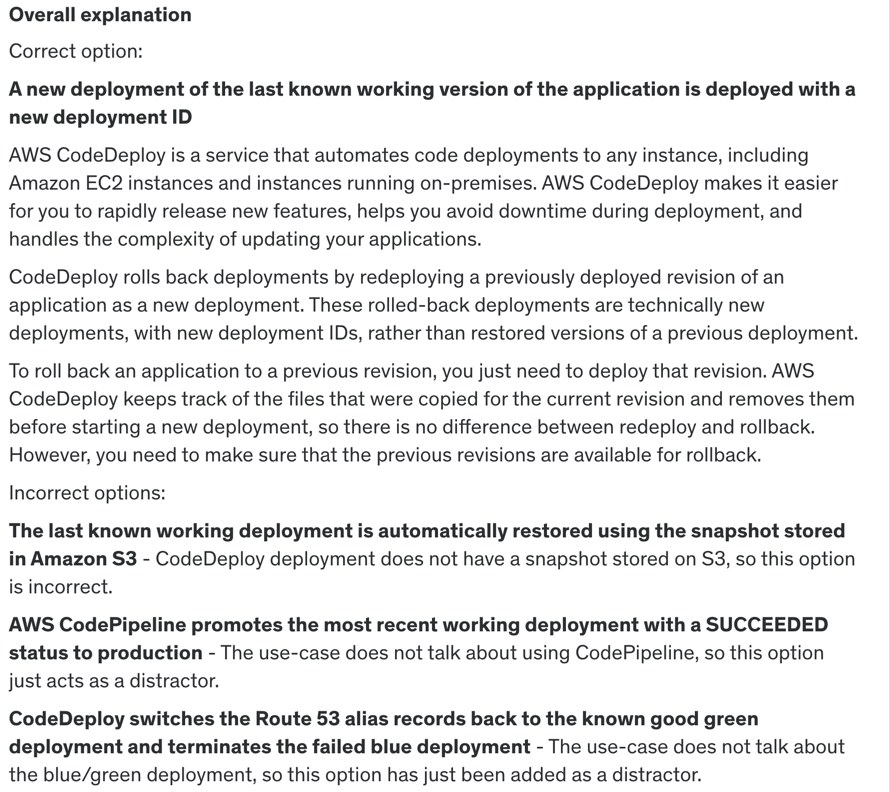 Overall explanation
Correct option:
A new deployment of the last known working version of the application is deployed with a
new deployment ID
AWS CodeDeploy is a service that automates code deployments to any instance, including
Amazon EC2 instances and instances running on-premises. AWS CodeDeploy makes it easier
for you to rapidly release new features, helps you avoid downtime during deployment, and
handles the complexity of updating your applications.
CodeDeploy rolls back deployments by redeploying a previously deployed revision of an
application as a new deployment. These rolled-back deployments are technically new
deployments, with new deployment IDs, rather than restored versions of a previous deployment.
To roll back an application to a previous revision, you just need to deploy that revision. AWS
CodeDeploy keeps track of the files that were copied for the current revision and removes them
before starting a new deployment, so there is no difference between redeploy and rollback.
However, you need to make sure that the previous revisions are available for rollback.
Incorrect options:
The last known working deployment is automatically restored using the snapshot stored
in Amazon S3 - CodeDeploy deployment does not have a snapshot stored on S3, so this option
is incorrect.
AWS CodePipeline promotes the most recent working deployment with a SUCCEEDED
status to production - The use-case does not talk about using CodePipeline, so this option
just acts as a distractor.
CodeDeploy switches the Route 53 alias records back to the known good green
deployment and terminates the failed blue deployment - The use-case does not talk about
the blue/green deployment, so this option has just been added as a distractor.